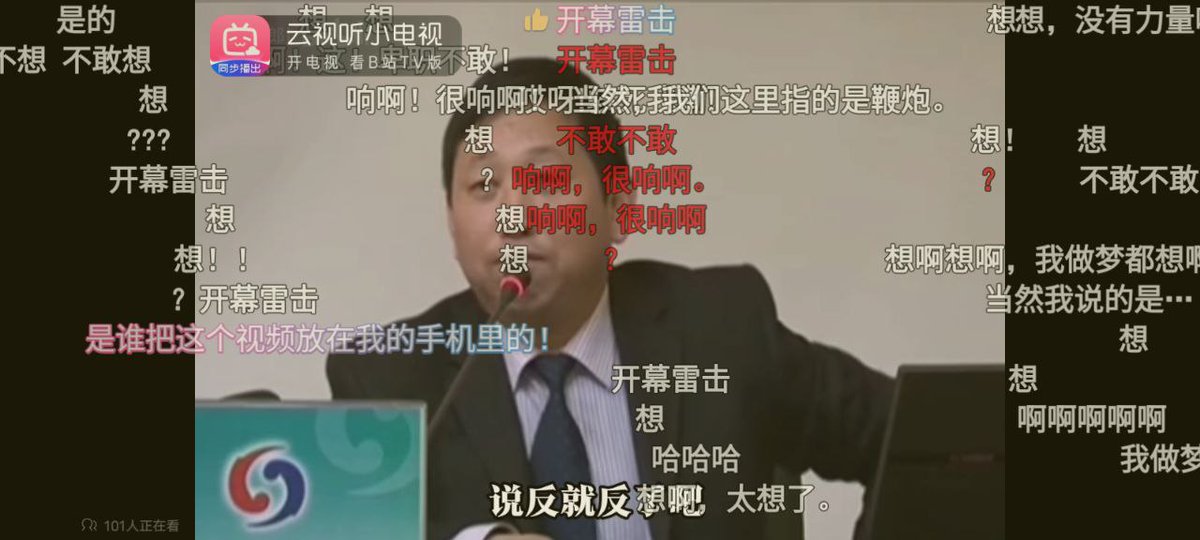 是的
想 想
开幕雷击
想想，没有力量
云视听小电视
同步播出
开电视 看B站TV版
不想 不敢想
不敢！
开幕雷击
想
响啊！很响啊
我们这里指的是鞭炮。
???
想
不敢不敢
想！
想
开幕雷击
？
响啊，很响啊。
？
不敢不敢
想
想
响啊，很响啊
想！！
想
？
想啊想啊，我做梦都想啊
？开幕雷击
当然我说的是…
是谁把这个视频放在我的手机里的！
想
开幕雷击
想
想
啊啊啊啊啊
哈哈哈
我做梦
说反就反了吧
想啊，太想了。
101人正在看